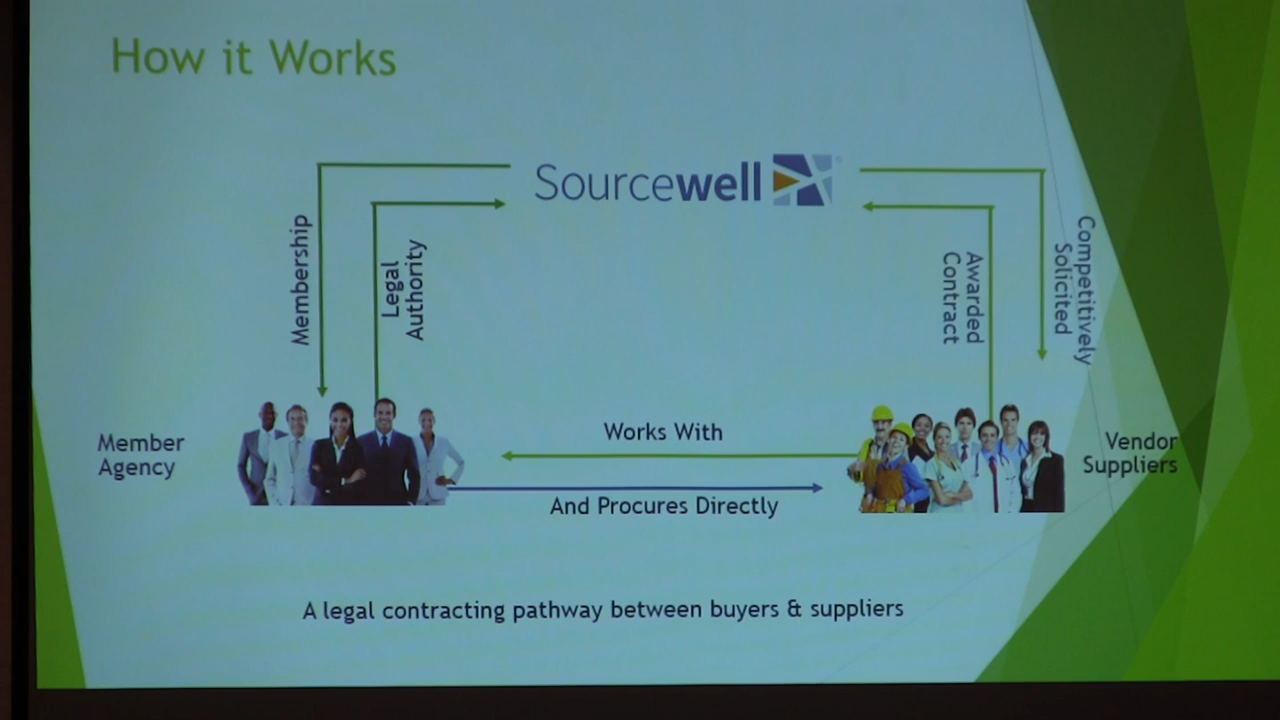 How it Works
Sourcewell
Membership
Legal
Authority
Awarded
Contract
Competitively
Solicited
Member
Agency
Works With
And Procures Directly
Vendor
Suppliers
A legal contracting pathway between buyers & suppliers